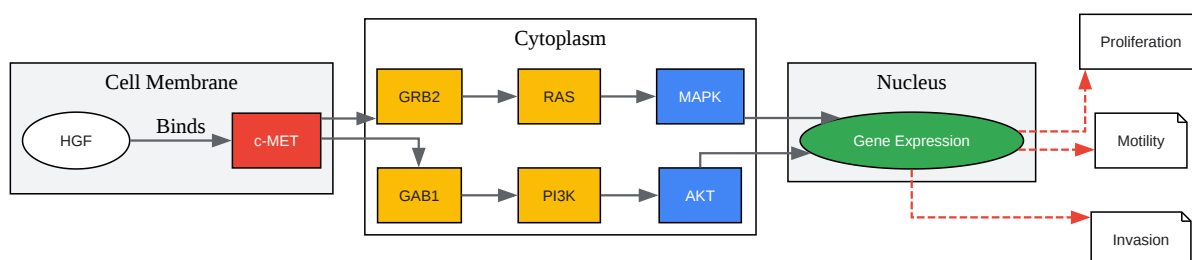 Cell Membrane
HGF
Binds
c-MET
Cytoplasm
GRB2
RAS
MAPK
GAB1
PI3K
AKT
Nucleus
Gene Expression
Proliferation
Motility
Invasion